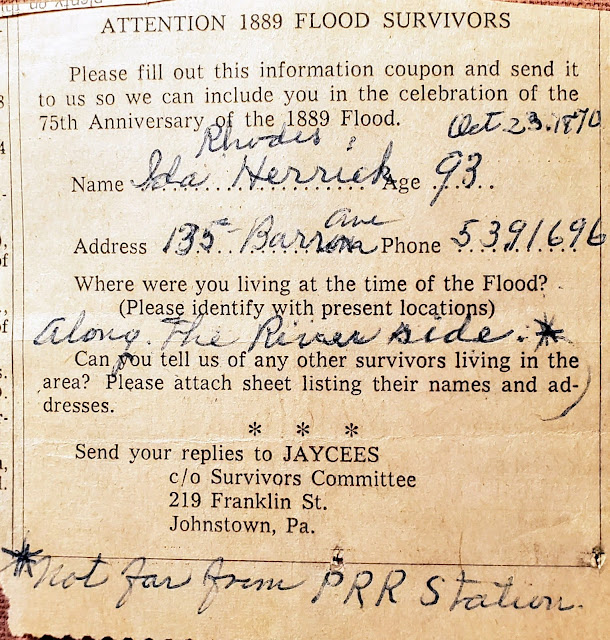 ATTENTION 1889 FLOOD SURVIVORS
Please fill out this information coupon and send it
to us so we can include you in the celebration of the
75th Anniversary of the 1889 Flood. Oct. 23. 1870
Rhodes
Name Ida Herrick Age 93
Ave
Address 135 Barron Phone 5391696
Where were you living at the time of the Flood?
(Please identify with present locations)
Along The River side. *
Can you tell us of any other survivors living in the
area? Please attach sheet listing their names and ad-
dresses.
* * *
Send your replies to JAYCEES
c/o Survivors Committee
219 Franklin St.
Johnstown, Pa.
* Not far from PRR Station.